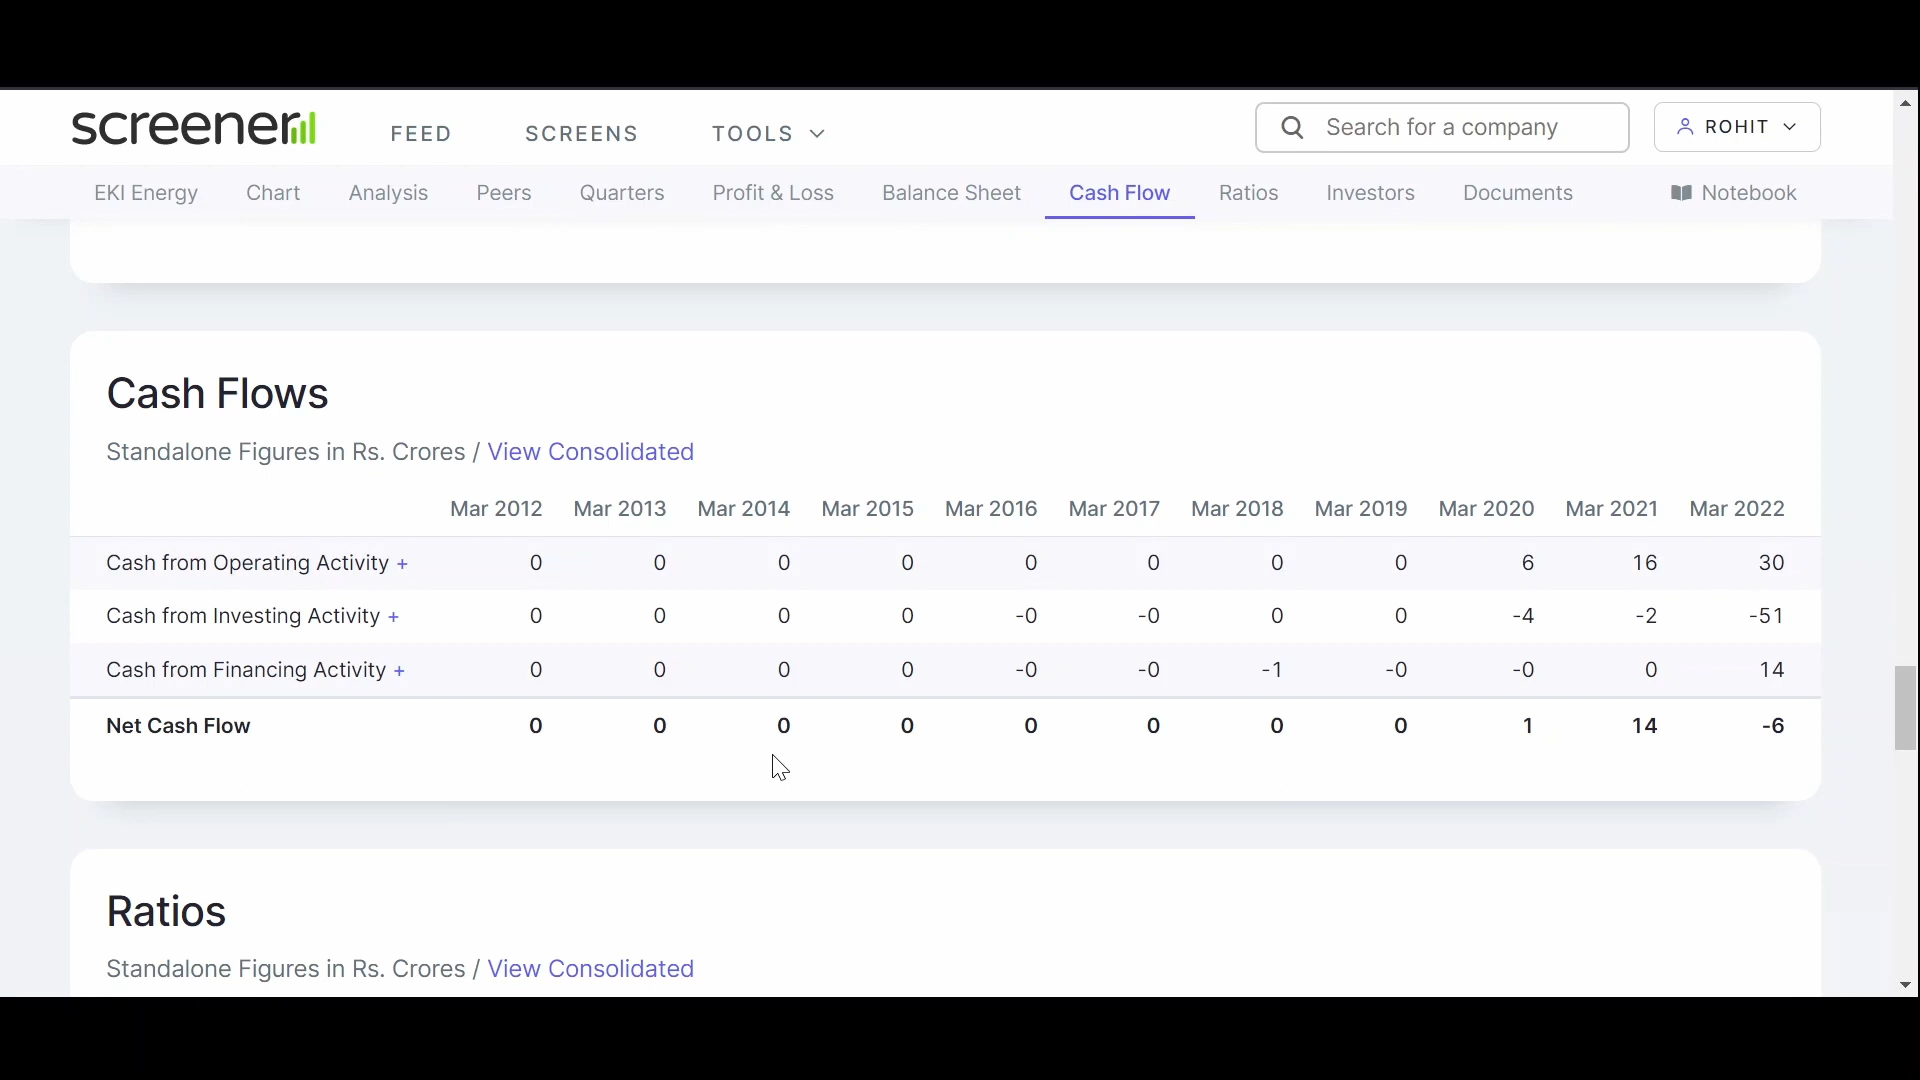 screener
FEED SCREENS TOOLS
Search for a company
ROHIT
EKI Energy Chart Analysis Peers Quarters Profit & Loss Balance Sheet Cash Flow Ratios Investors Documents Notebook
Cash Flows
Standalone Figures in Rs. Crores / View Consolidated
Mar 2012 Mar 2013 Mar 2014 Mar 2015 Mar 2016 Mar 2017 Mar 2018 Mar 2019 Mar 2020 Mar 2021 Mar 2022
Cash from Operating Activity + 0 0 0 0 0 0 0 0 6 16 30
Cash from Investing Activity + 0 0 0 0 -0 -0 0 0 -4 -2 -51
Cash from Financing Activity + 0 0 0 0 -0 -0 -1 -0 -0 0 14
Net Cash Flow 0 0 0 0 0 0 0 0 1 14 -6
Ratios
Standalone Figures in Rs. Crores / View Consolidated